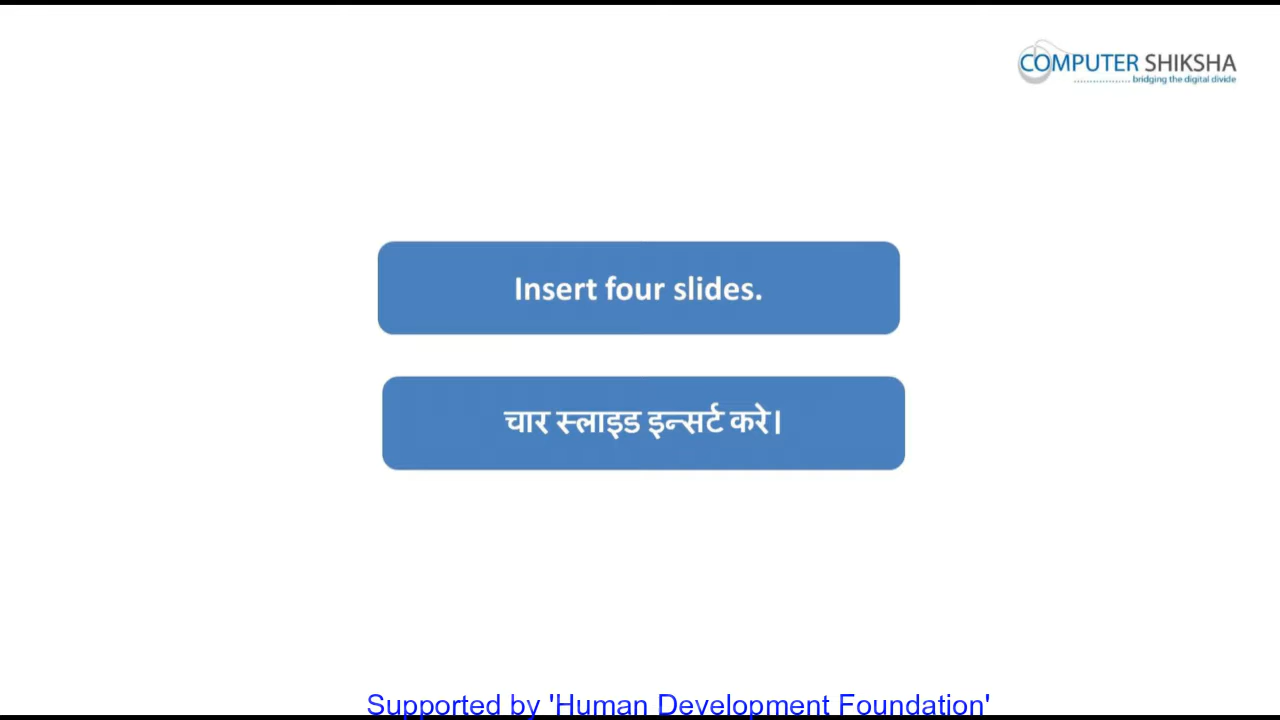 COMPUTER SHIKSHA
bridging the digital divide
Insert four slides.
चार स्लाइड इन्सर्ट करे।
Supported by 'Human Development Foundation'